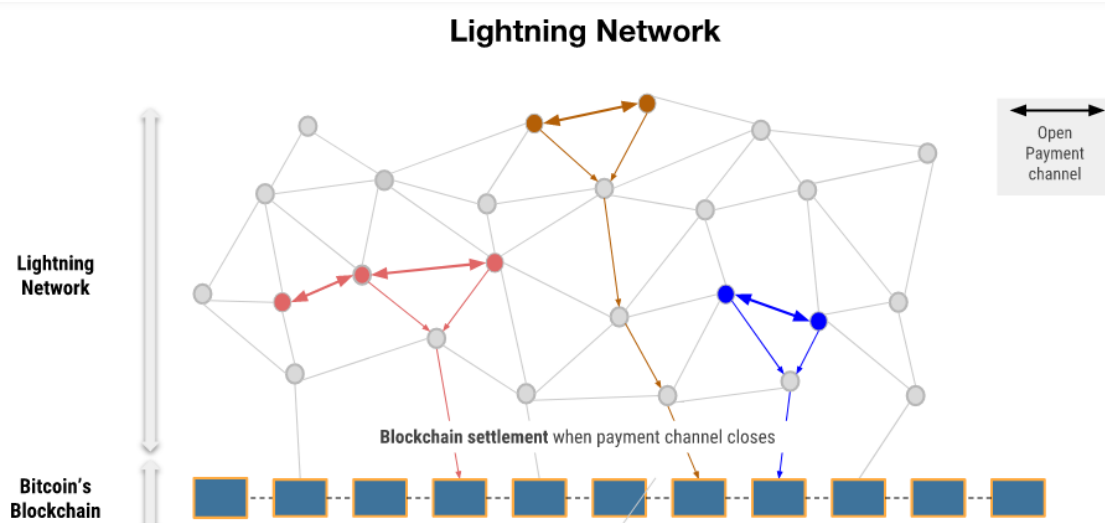 Lightning Network
Open
Payment
channel
Lightning
Network
Blockchain settlement when payment channel closes
Bitcoin's
Blockchain